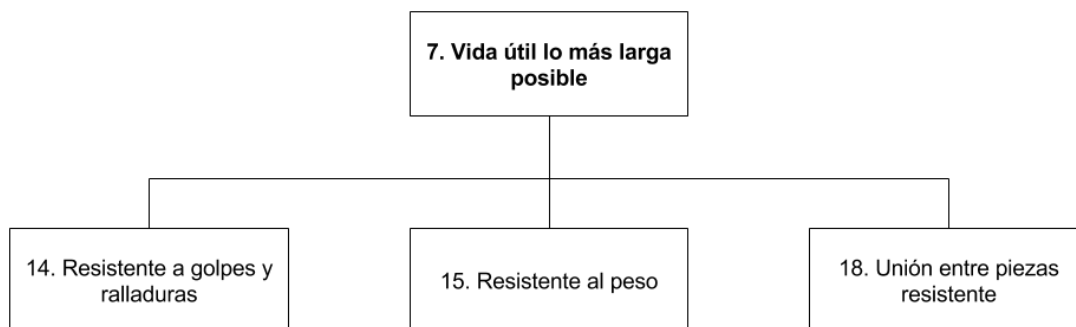 7. Vida útil lo más larga
posible
14. Resistente a golpes y
ralladuras
15. Resistente al peso
18. Unión entre piezas
resistente